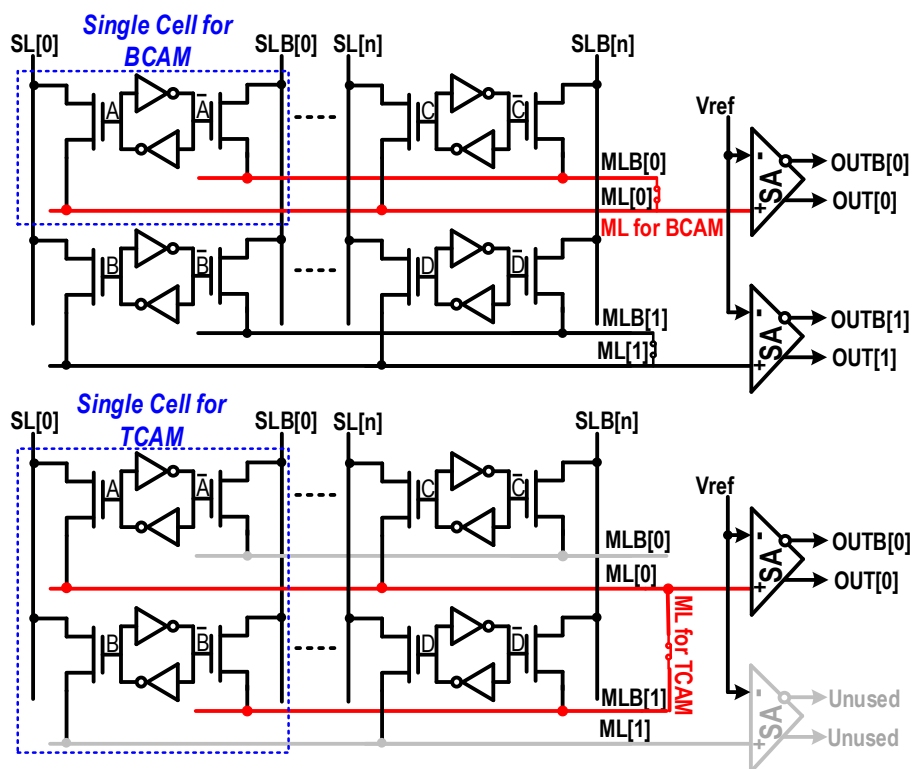 Single Cell for
BCAM
SL[0]
SLB[0]
SL[n]
SLB[n]
A
A̅
C
C̅
Vref
MLB[0]
ML[0]
ML for BCAM
-
+
SA
OUTB[0]
OUT[0]
B
B̅
D
D̅
MLB[1]
ML[1]
-
+
SA
OUTB[1]
OUT[1]
Single Cell for
TCAM
SL[0]
SLB[0]
SL[n]
SLB[n]
A
A̅
C
C̅
Vref
MLB[0]
ML[0]
-
+
SA
OUTB[0]
OUT[0]
B
B̅
D
D̅
ML for TCAM
MLB[1]
ML[1]
-
+
SA
Unused
Unused